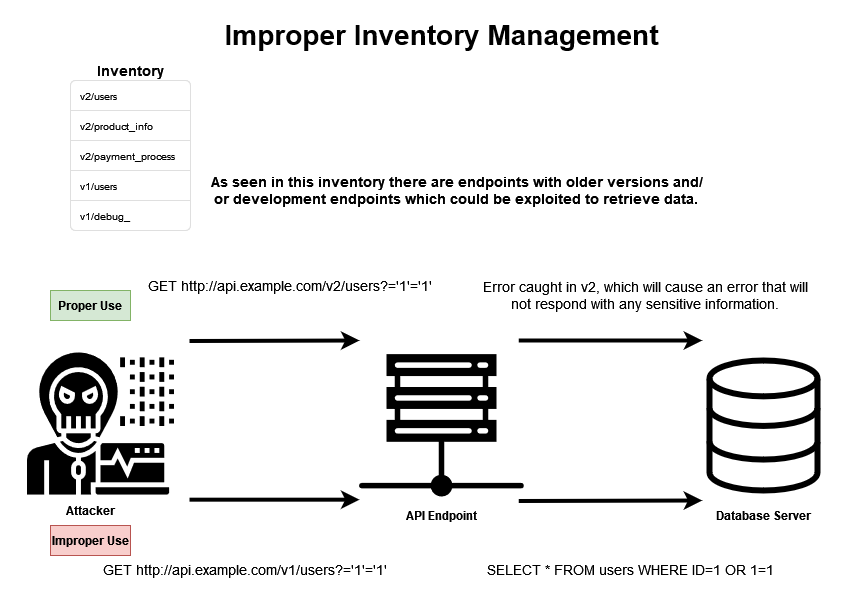 Improper Inventory Management
Inventory
v2/users
v2/product_info
v2/payment_process
v1/users
v1/debug_
As seen in this inventory there are endpoints with older versions and/
or development endpoints which could be exploited to retrieve data.
Proper Use
GET http://api.example.com/v2/users?='1'='1'
Error caught in v2, which will cause an error that will
not respond with any sensitive information.
Attacker
API Endpoint
Database Server
Improper Use
GET http://api.example.com/v1/users?='1'='1'
SELECT * FROM users WHERE ID=1 OR 1=1